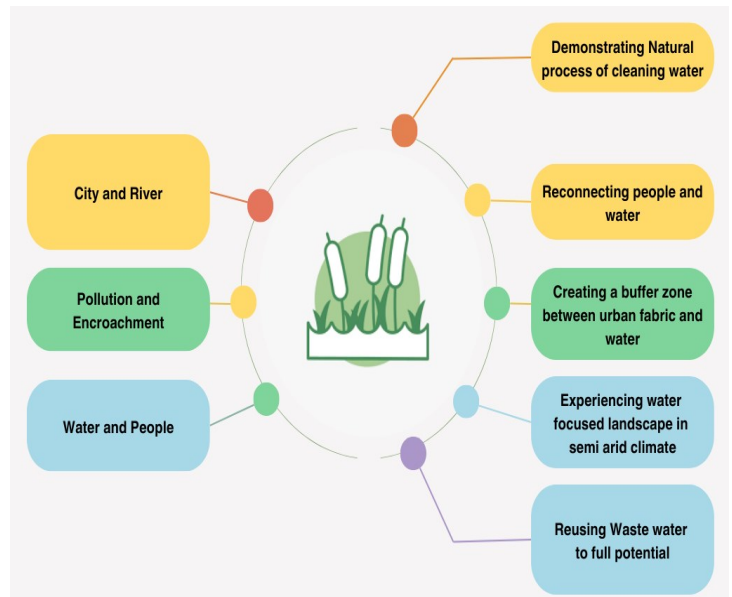 City and River
Pollution and
Encroachment
Water and People
Demonstrating Natural
process of cleaning water
Reconnecting people and
water
Creating a buffer zone
between urban fabric and
water
Experiencing water
focused landscape in
semi arid climate
Reusing Waste water
to full potential